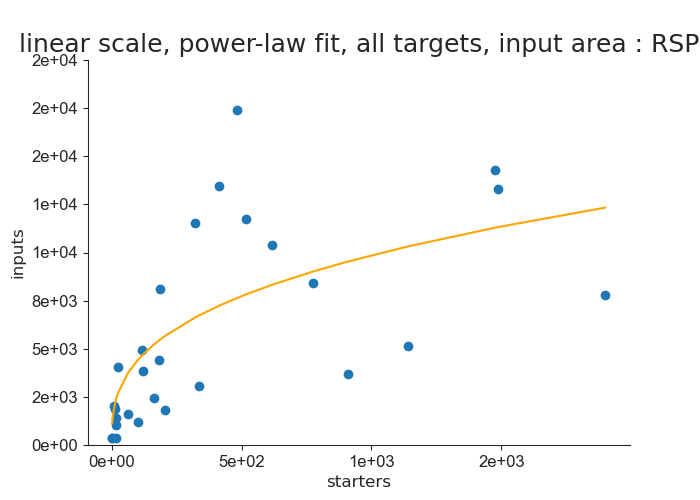 linear scale, power-law fit, all targets, input area : RSP
2e+04
2e+04
2e+04
1e+04
1e+04
8e+03
5e+03
2e+03
0e+00
inputs
0e+00 5e+02 1e+03 2e+03
starters